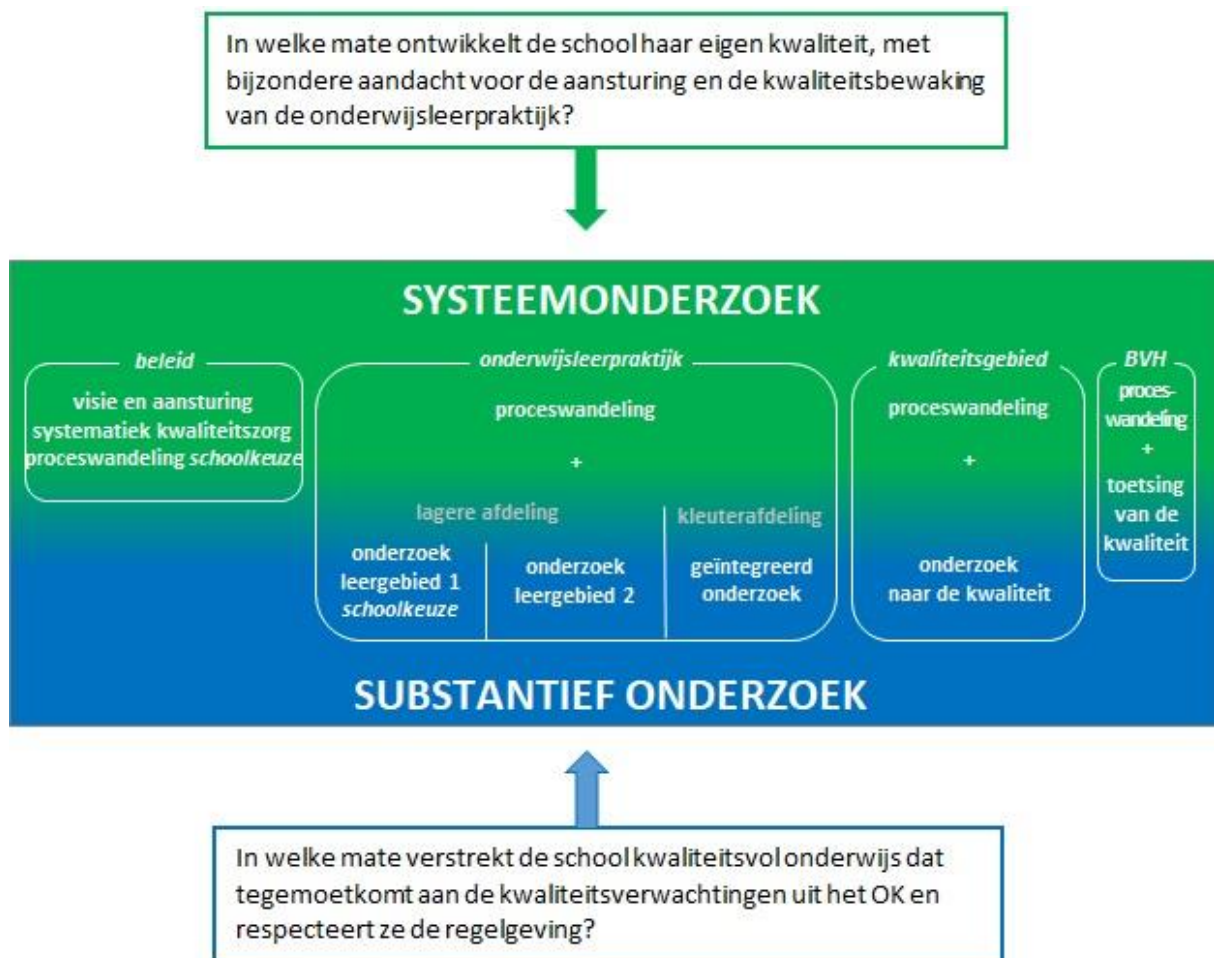 In welke mate ontwikkelt de school haar eigen kwaliteit, met
bijzondere aandacht voor de aansturing en de kwaliteitsbewaking
van de onderwijsleerpraktijk?
SYSTEEMONDERZOEK
beleid
visie en aansturing
systematiek kwaliteitszorg
proceswandeling schoolkeuze
onderwijsleerpraktijk
proceswandeling
+
lagere afdeling
onderzoek
leergebied 1
schoolkeuze
onderzoek
leergebied 2
kleuterafdeling
geïntegreerd
onderzoek
kwaliteitsgebied
proceswandeling
+
onderzoek
naar de kwaliteit
BVH
proces-
wandeling
+
toetsing
van de
kwaliteit
SUBSTANTIEF ONDERZOEK
In welke mate verstrekt de school kwaliteitsvol onderwijs dat
tegemoetkomt aan de kwaliteitsverwachtingen uit het OK en
respecteert ze de regelgeving?